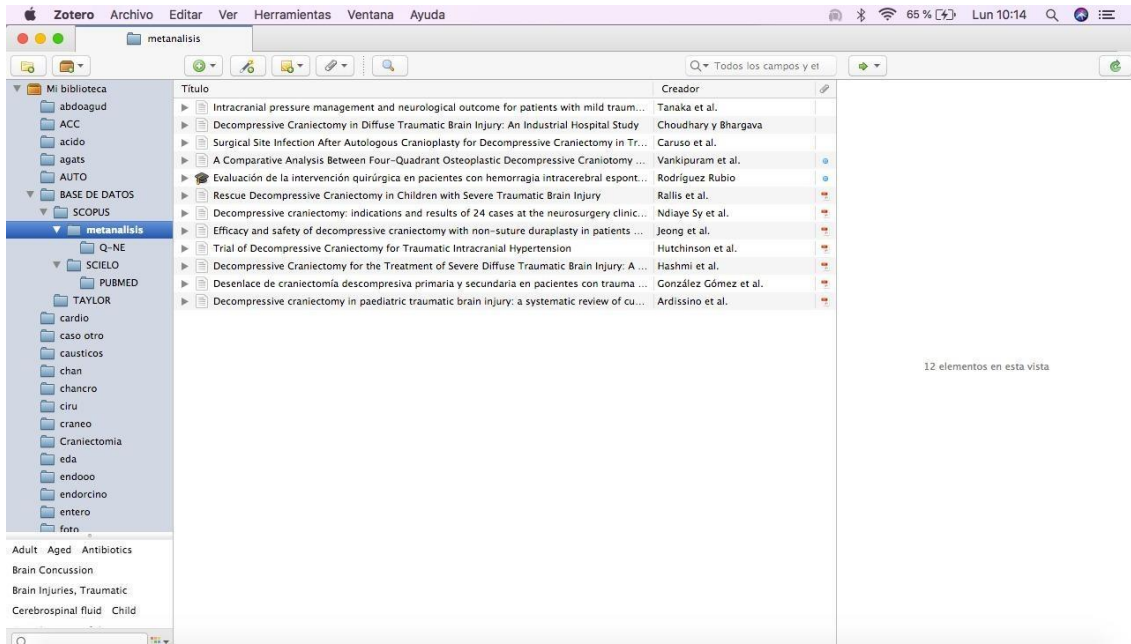 Zotero Archivo Editar Ver Herramientas Ventana Ayuda 65 % Lun 10:14
metanalisis
Todos los campos y et
Mi biblioteca
abdoagud
ACC
acido
agats
AUTO
BASE DE DATOS
SCOPUS
metanalisis
Q-NE
SCIELO
PUBMED
TAYLOR
cardio
caso otro
causticos
chan
chancro
ciru
craneo
Craniectomia
eda
endooo
endorcino
entero
foto
Adult Aged Antibiotics
Brain Concussion
Brain Injuries, Traumatic
Cerebrospinal fluid Child
Título Creador
Intracranial pressure management and neurological outcome for patients with mild traum... Tanaka et al.
Decompressive Craniectomy in Diffuse Traumatic Brain Injury: An Industrial Hospital Study Choudhary y Bhargava
Surgical Site Infection After Autologous Cranioplasty for Decompressive Craniectomy in Tr... Caruso et al.
A Comparative Analysis Between Four-Quadrant Osteoplastic Decompressive Craniotomy ... Vankipuram et al.
Evaluación de la intervención quirúrgica en pacientes con hemorragia intracerebral espont... Rodríguez Rubio
Rescue Decompressive Craniectomy in Children with Severe Traumatic Brain Injury Rallis et al.
Decompressive craniectomy: indications and results of 24 cases at the neurosurgery clinic... Ndiaye Sy et al.
Efficacy and safety of decompressive craniectomy with non-suture duraplasty in patients ... Jeong et al.
Trial of Decompressive Craniectomy for Traumatic Intracranial Hypertension Hutchinson et al.
Decompressive Craniectomy for the Treatment of Severe Diffuse Traumatic Brain Injury: A ... Hashmi et al.
Desenlace de craniectomía descompresiva primaria y secundaria en pacientes con trauma ... González Gómez et al.
Decompressive craniectomy in paediatric traumatic brain injury: a systematic review of cu... Ardissino et al.
12 elementos en esta vista